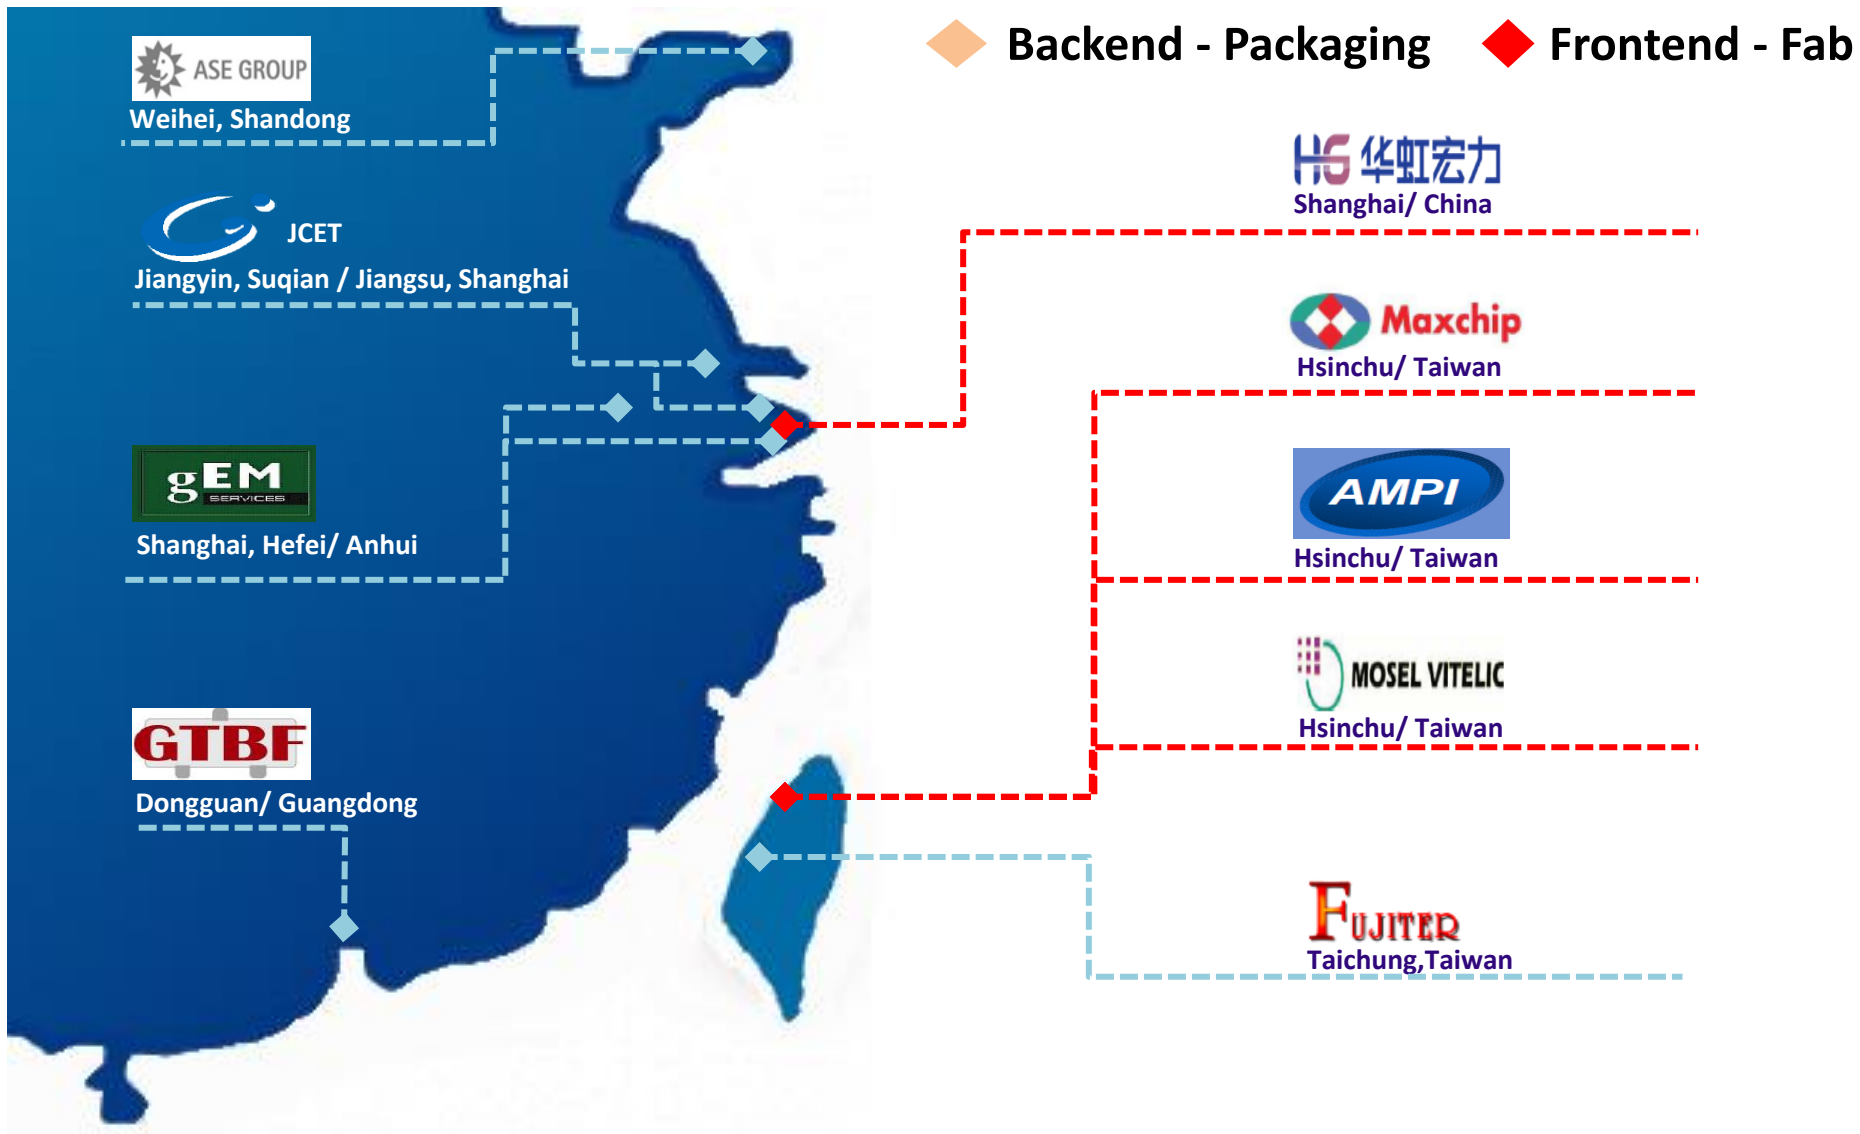 Backend - Packaging
Frontend - Fab
ASE GROUP
Weihei, Shandong
JCET
Jiangyin, Suqian / Jiangsu, Shanghai
gEM
SERVICES
Shanghai, Hefei/ Anhui
GTBF
Dongguan/ Guangdong
HG 华虹宏力
Shanghai/ China
Maxchip
Hsinchu/ Taiwan
AMPI
Hsinchu/ Taiwan
MOSEL VITELIC
Hsinchu/ Taiwan
FUJITER
Taichung,Taiwan